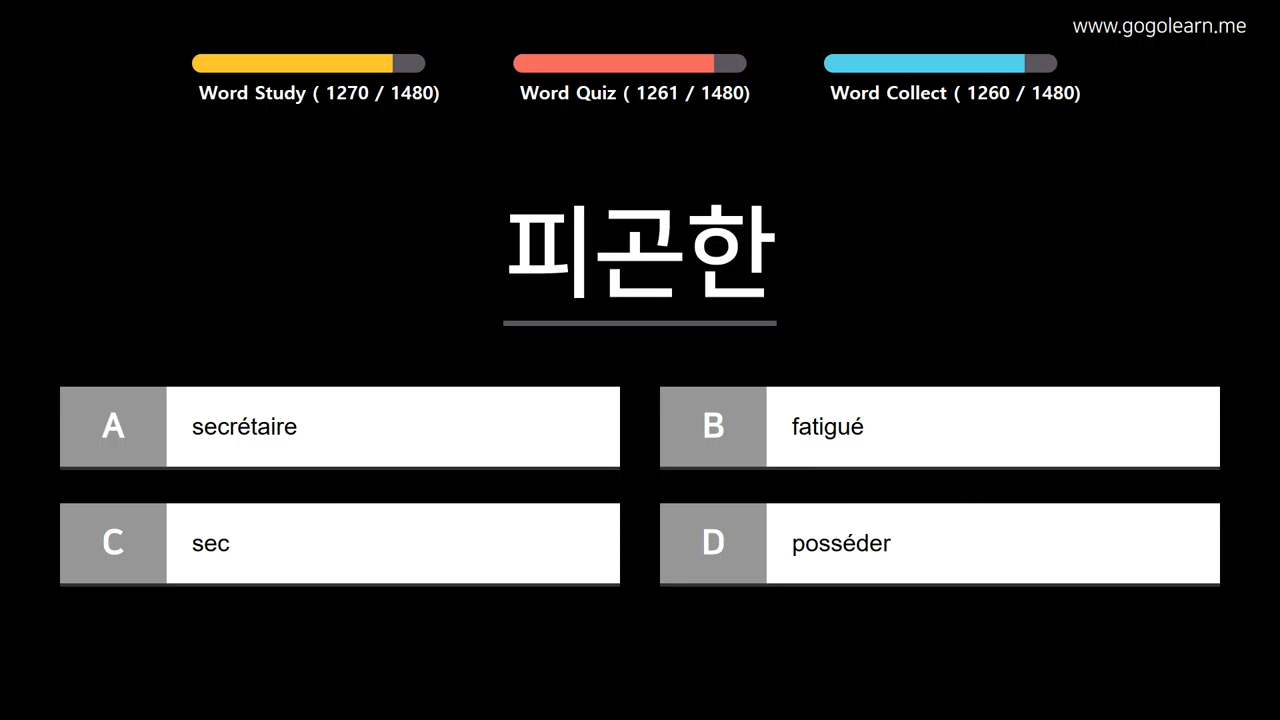 www.gogolearn.me
Word Study ( 1270 / 1480)
Word Quiz ( 1261 / 1480)
Word Collect ( 1260 / 1480)
피곤한
A secrétaire
B fatigué
C sec
D posséder